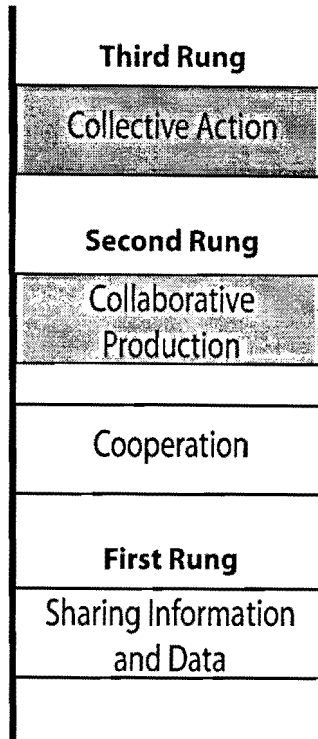 Third Rung
Collective Action
Second Rung
Collaborative
Production
Cooperation
First Rung
Sharing Information
and Data